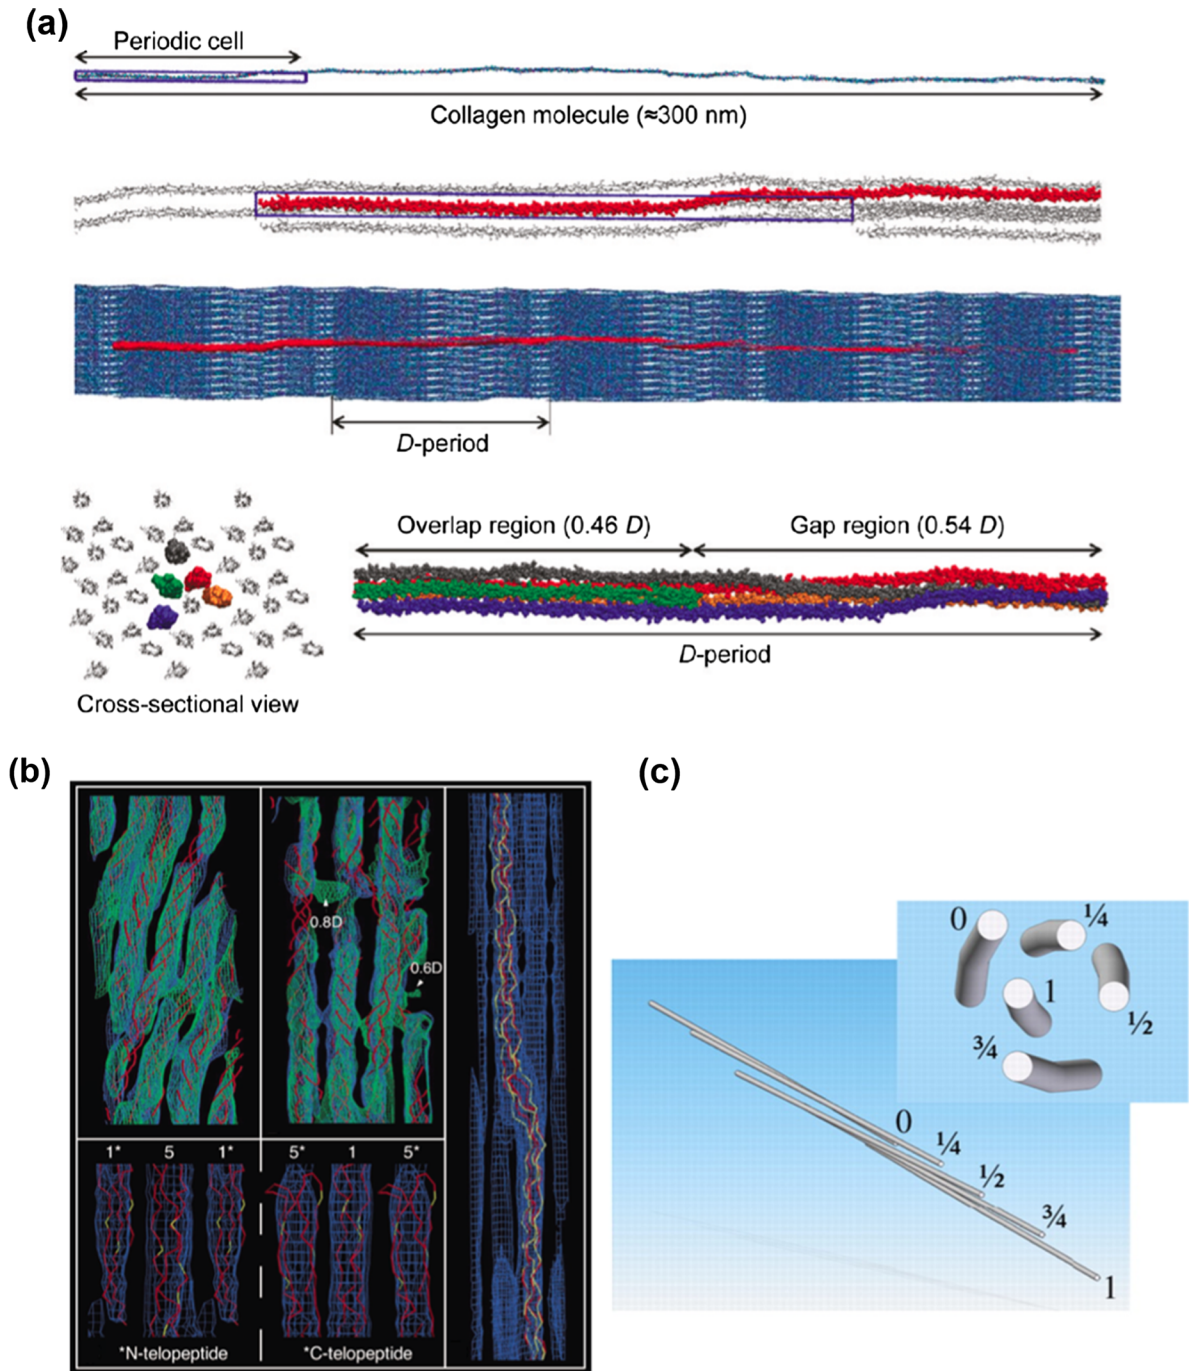 (a)
Periodic cell
Collagen molecule (≈300 nm)
D-period
Overlap region (0.46 D)
Gap region (0.54 D)
D-period
Cross-sectional view
(b)
0.8D
0.6D
1* 5 1*
5* 1 5*
*N-telopeptide
*C-telopeptide
(c)
0
¼
1
½
¾
0
¼
½
¾
1